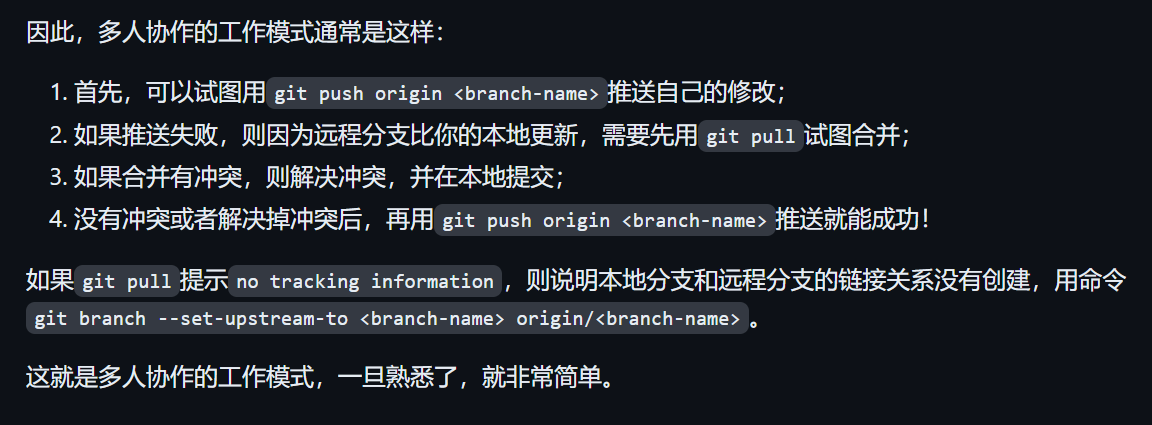 因此，多人协作的工作模式通常是这样：
1. 首先，可以试图用git push origin <branch-name>推送自己的修改；
2. 如果推送失败，则因为远程分支比你的本地更新，需要先用git pull试图合并；
3. 如果合并有冲突，则解决冲突，并在本地提交；
4. 没有冲突或者解决掉冲突后，再用git push origin <branch-name>推送就能成功！
如果git pull提示no tracking information，则说明本地分支和远程分支的链接关系没有创建，用命令
git branch --set-upstream-to <branch-name> origin/<branch-name>。
这就是多人协作的工作模式，一旦熟悉了，就非常简单。